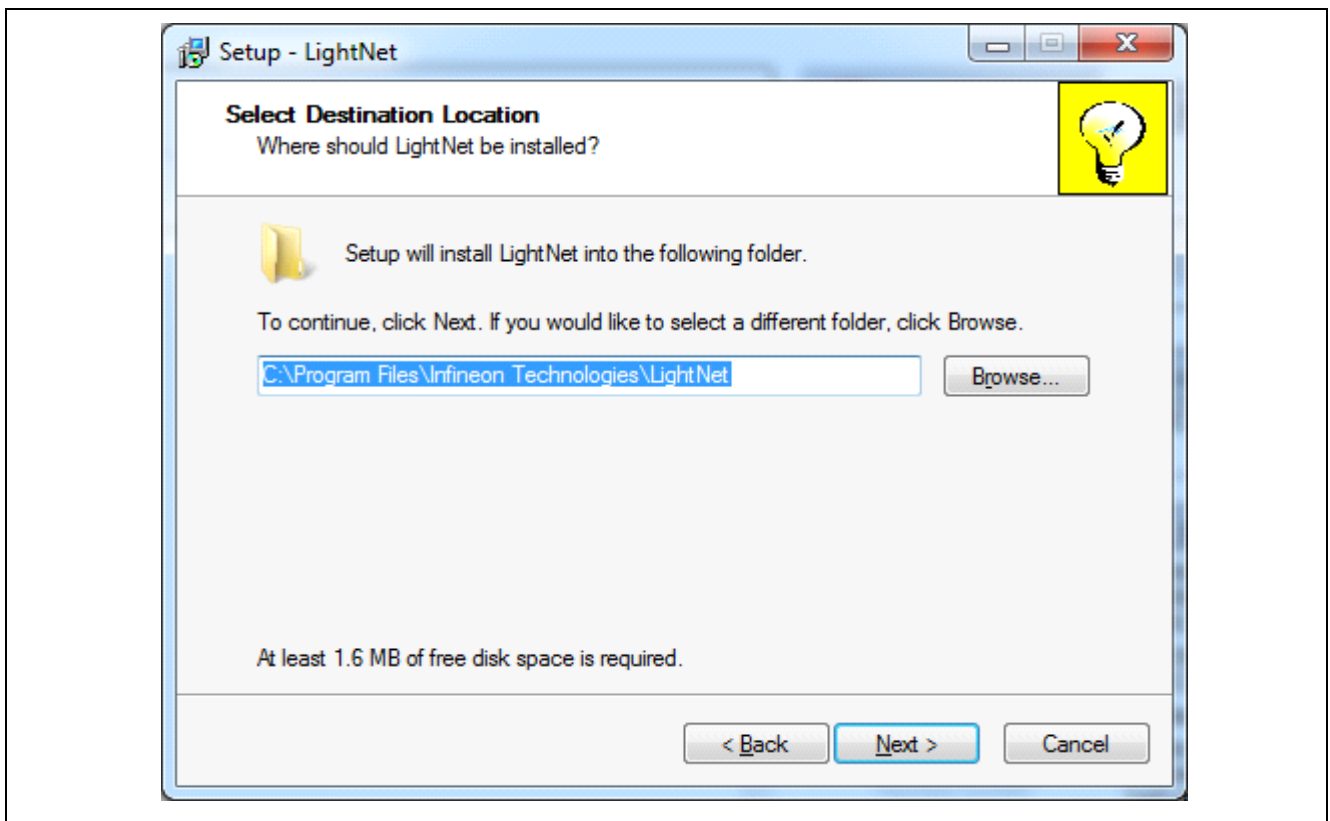 Setup - LightNet
Select Destination Location
Where should LightNet be installed?
Setup will install LightNet into the following folder.
To continue, click Next. If you would like to select a different folder, click Browse.
C:\Program Files\Infineon Technologies\LightNet
Browse...
At least 1.6 MB of free disk space is required.
< Back Next > Cancel